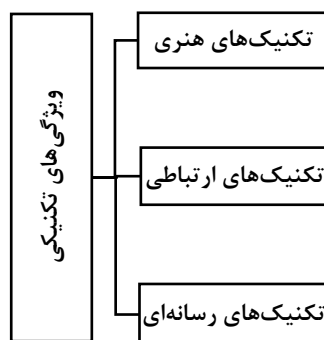 ویژگی‌های تکنیکی
تکنیک‌های هنری
تکنیک‌های ارتباطی
تکنیک‌های رسانه‌ای